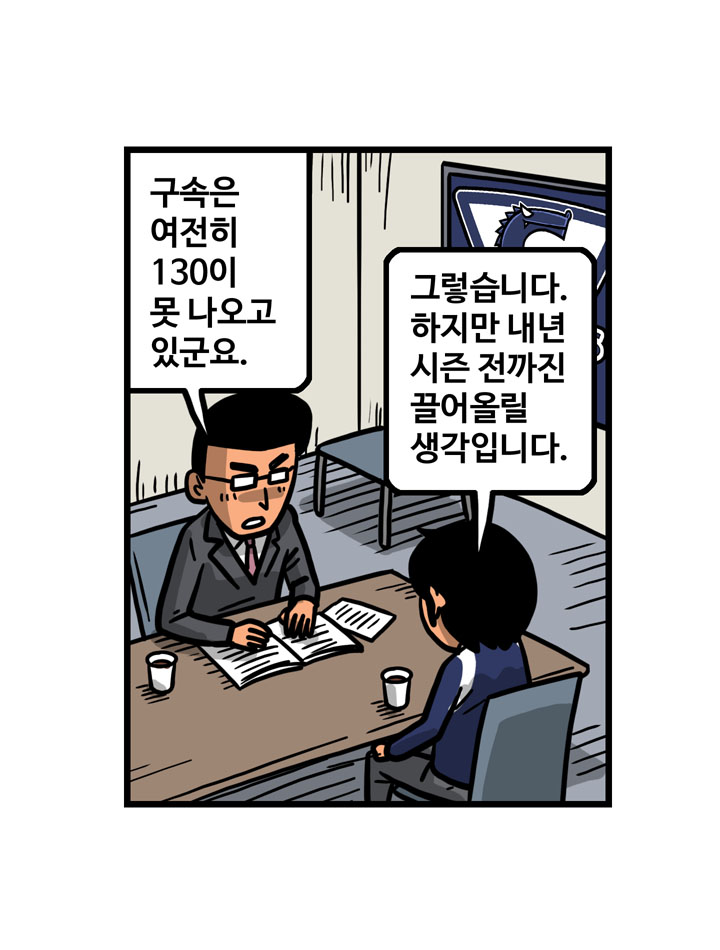 구속은
여전히
130이
못 나오고
있군요.
그렇습니다.
하지만 내년
시즌 전까진
끌어올릴
생각입니다.